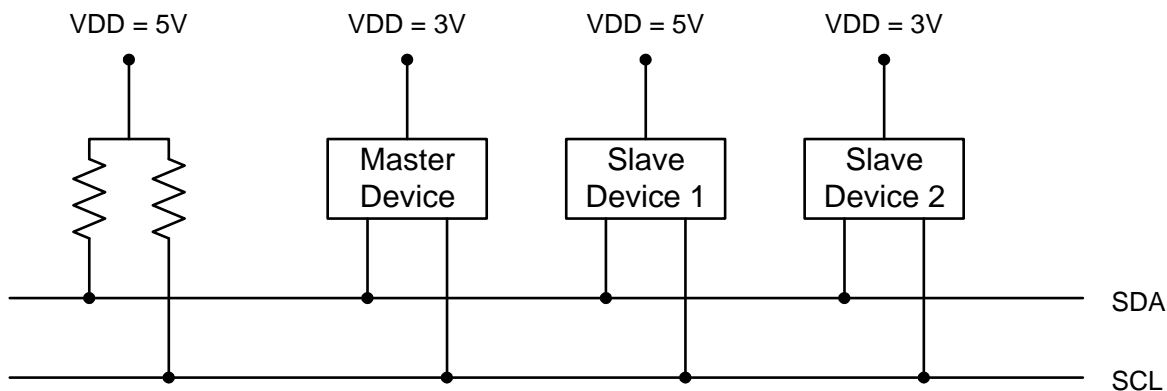 VDD = 5V
VDD = 3V
VDD = 5V
VDD = 3V
Master
Device
Slave
Device 1
Slave
Device 2
SDA
SCL